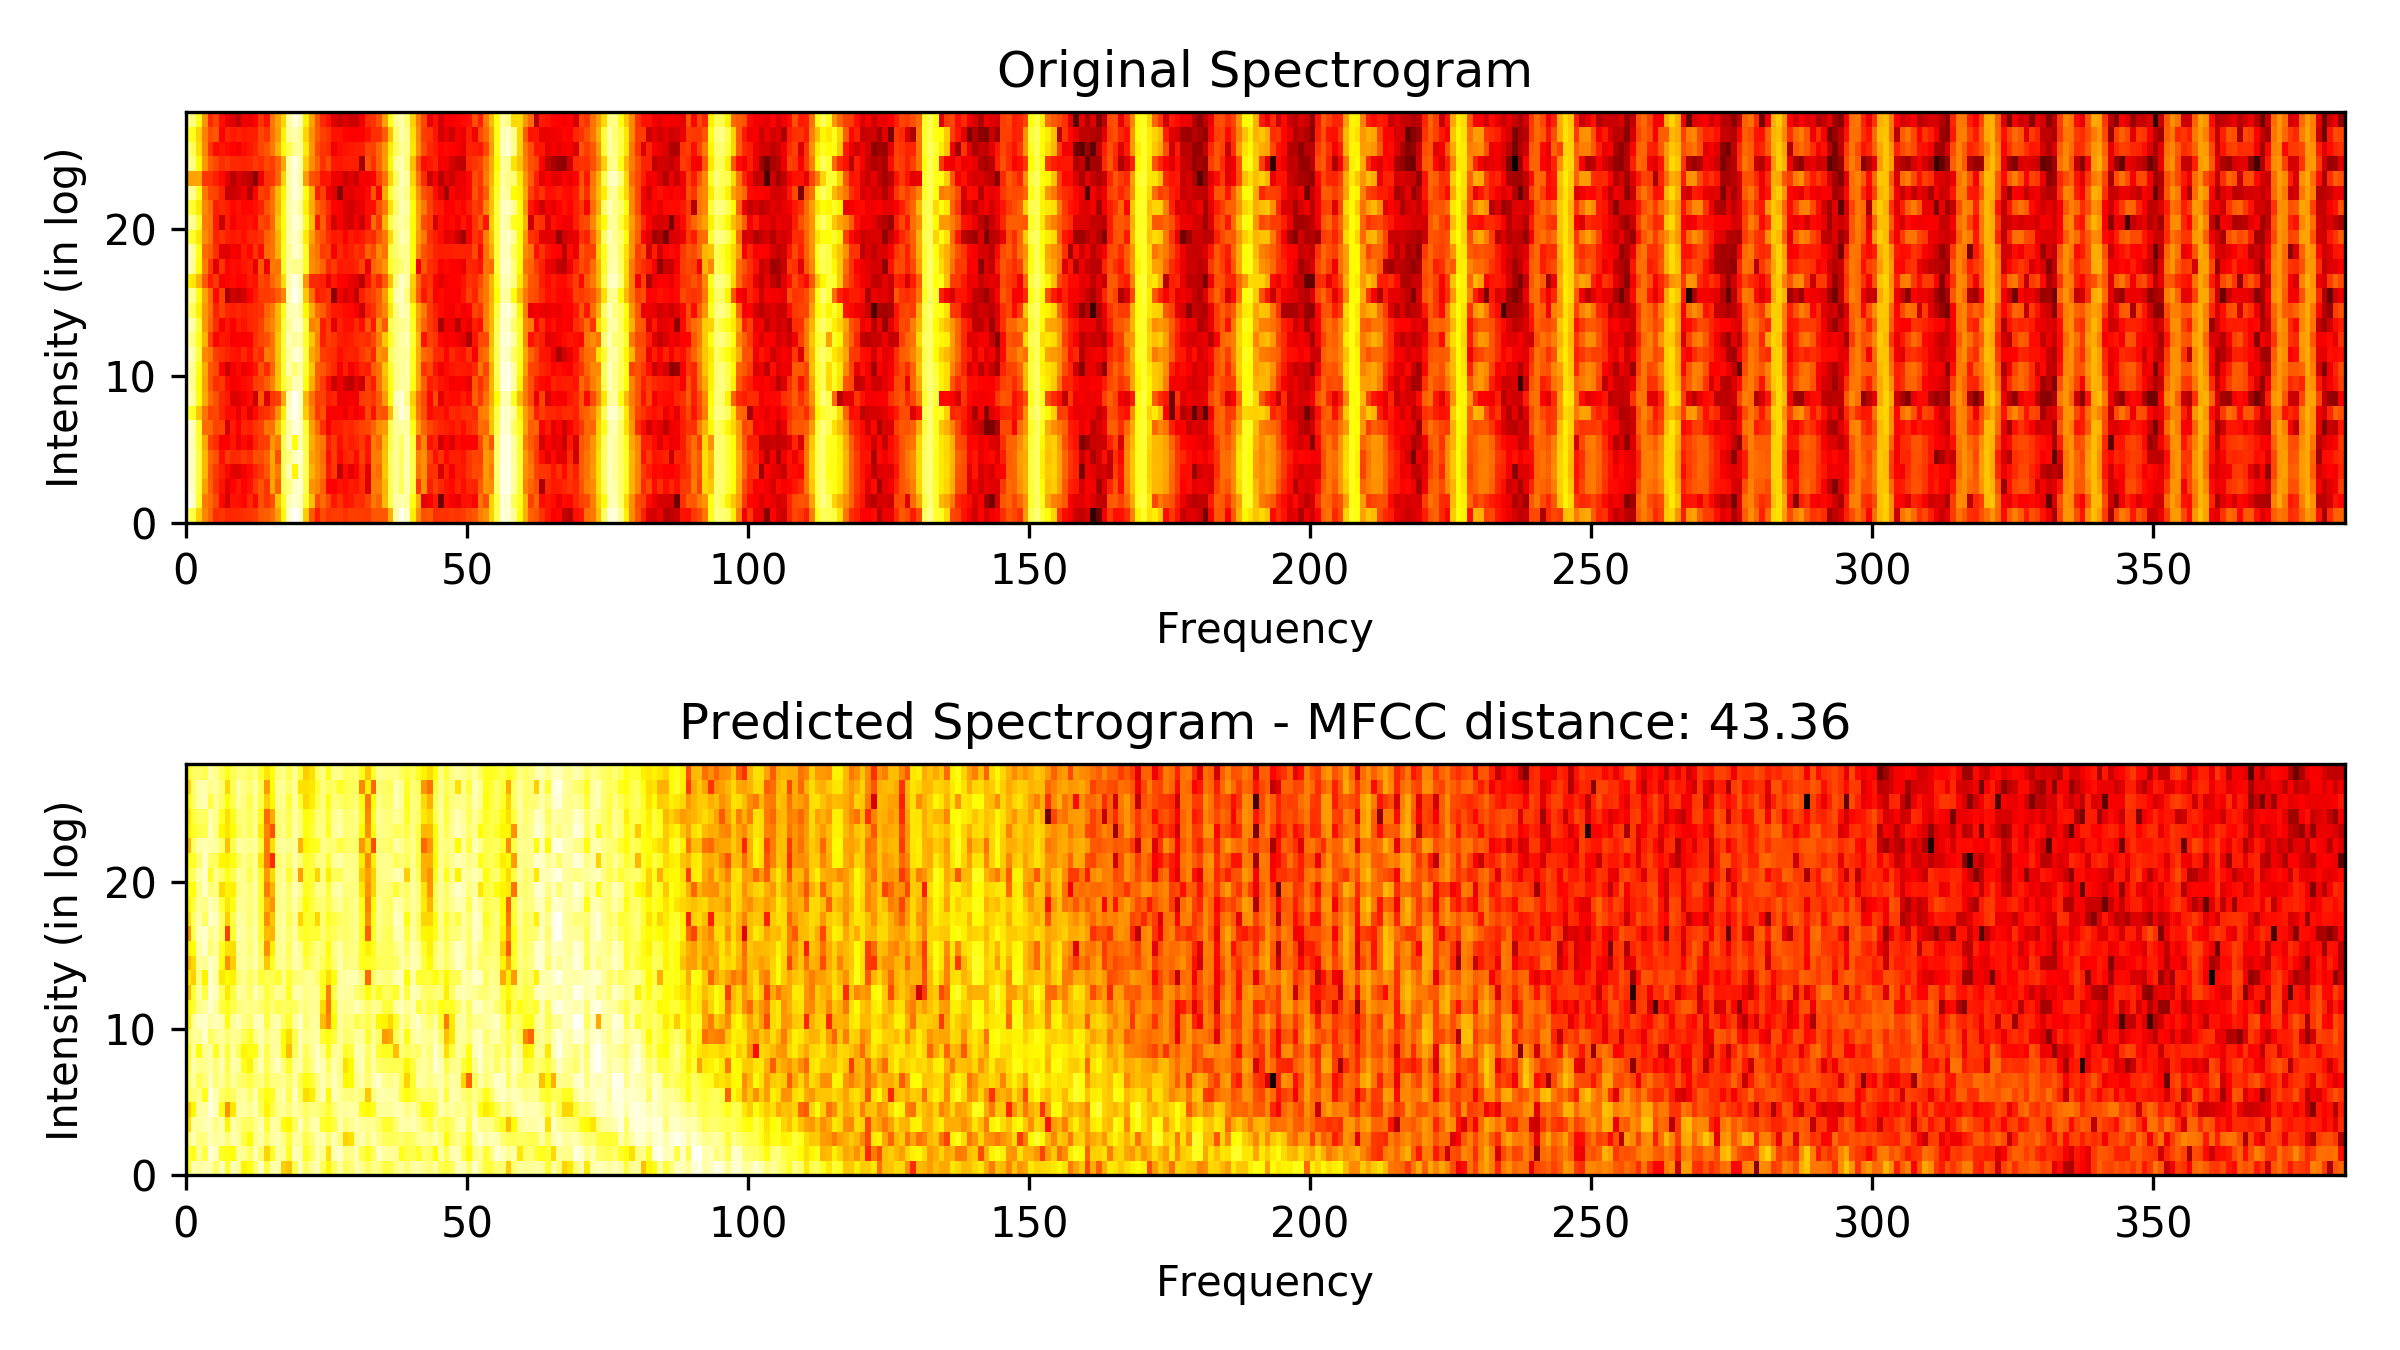 Original Spectrogram
Intensity (in log)
20
10
0
0 50 100 150 200 250 300 350
Frequency
Predicted Spectrogram - MFCC distance: 43.36
Intensity (in log)
20
10
0
0 50 100 150 200 250 300 350
Frequency